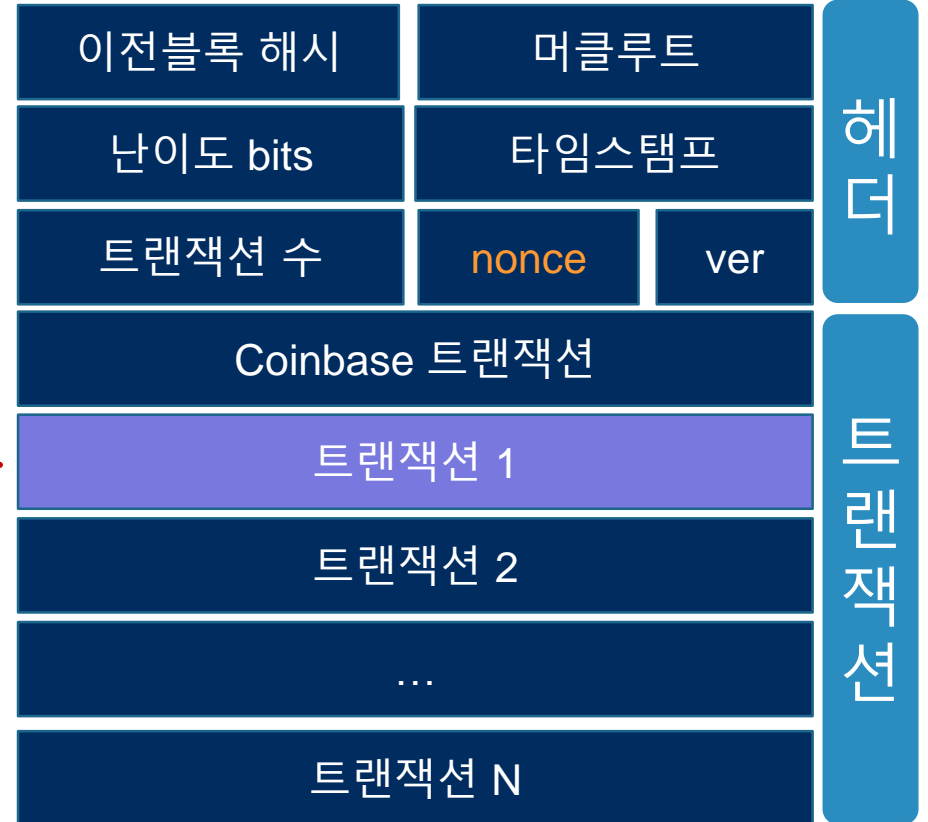 이전블록 해시
머클루트
난이도 bits
타임스탬프
트랜잭션 수
nonce
ver
헤더
Coinbase 트랜잭션
트랜잭션 1
트랜잭션 2
…
트랜잭션 N
트랜잭션